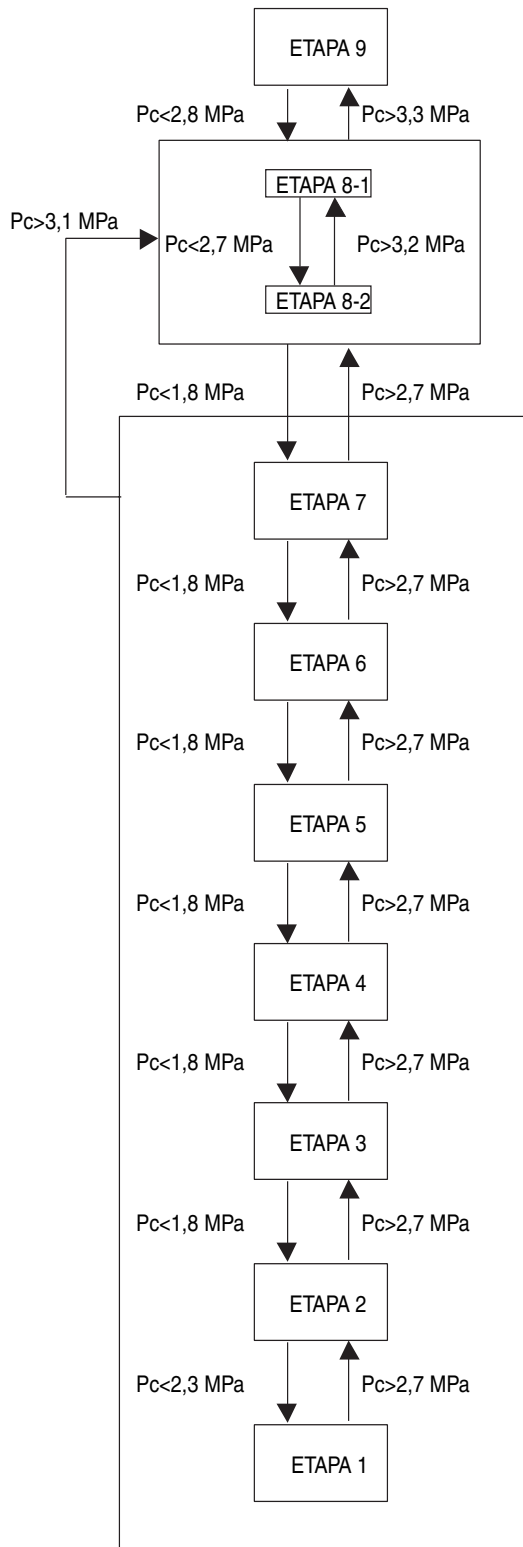 ETAPA 9
Pc<2,8 MPa
Pc>3,3 MPa
ETAPA 8-1
Pc>3,1 MPa
Pc<2,7 MPa
Pc>3,2 MPa
ETAPA 8-2
Pc<1,8 MPa
Pc>2,7 MPa
ETAPA 7
Pc<1,8 MPa
Pc>2,7 MPa
ETAPA 6
Pc<1,8 MPa
Pc>2,7 MPa
ETAPA 5
Pc<1,8 MPa
Pc>2,7 MPa
ETAPA 4
Pc<1,8 MPa
Pc>2,7 MPa
ETAPA 3
Pc<1,8 MPa
Pc>2,7 MPa
ETAPA 2
Pc<2,3 MPa
Pc>2,7 MPa
ETAPA 1